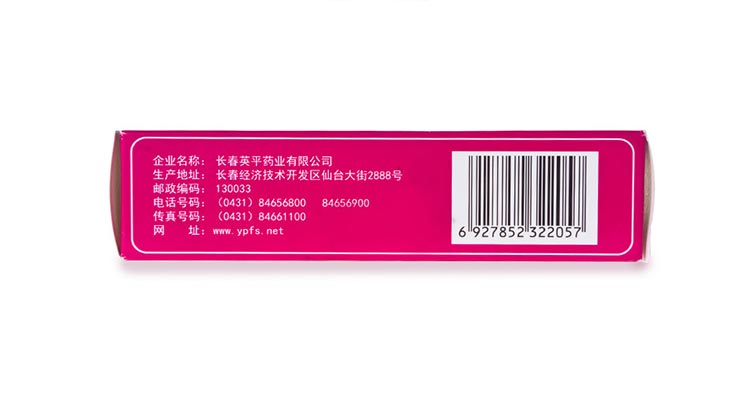 企业名称：长春英平药业有限公司
生产地址：长春经济技术开发区仙台大街2888号
邮政编码：130033
电话号码：（0431）84656800 84656900
传真号码：（0431）84661100
网 址：www.ypfs.net
6 927852 322057